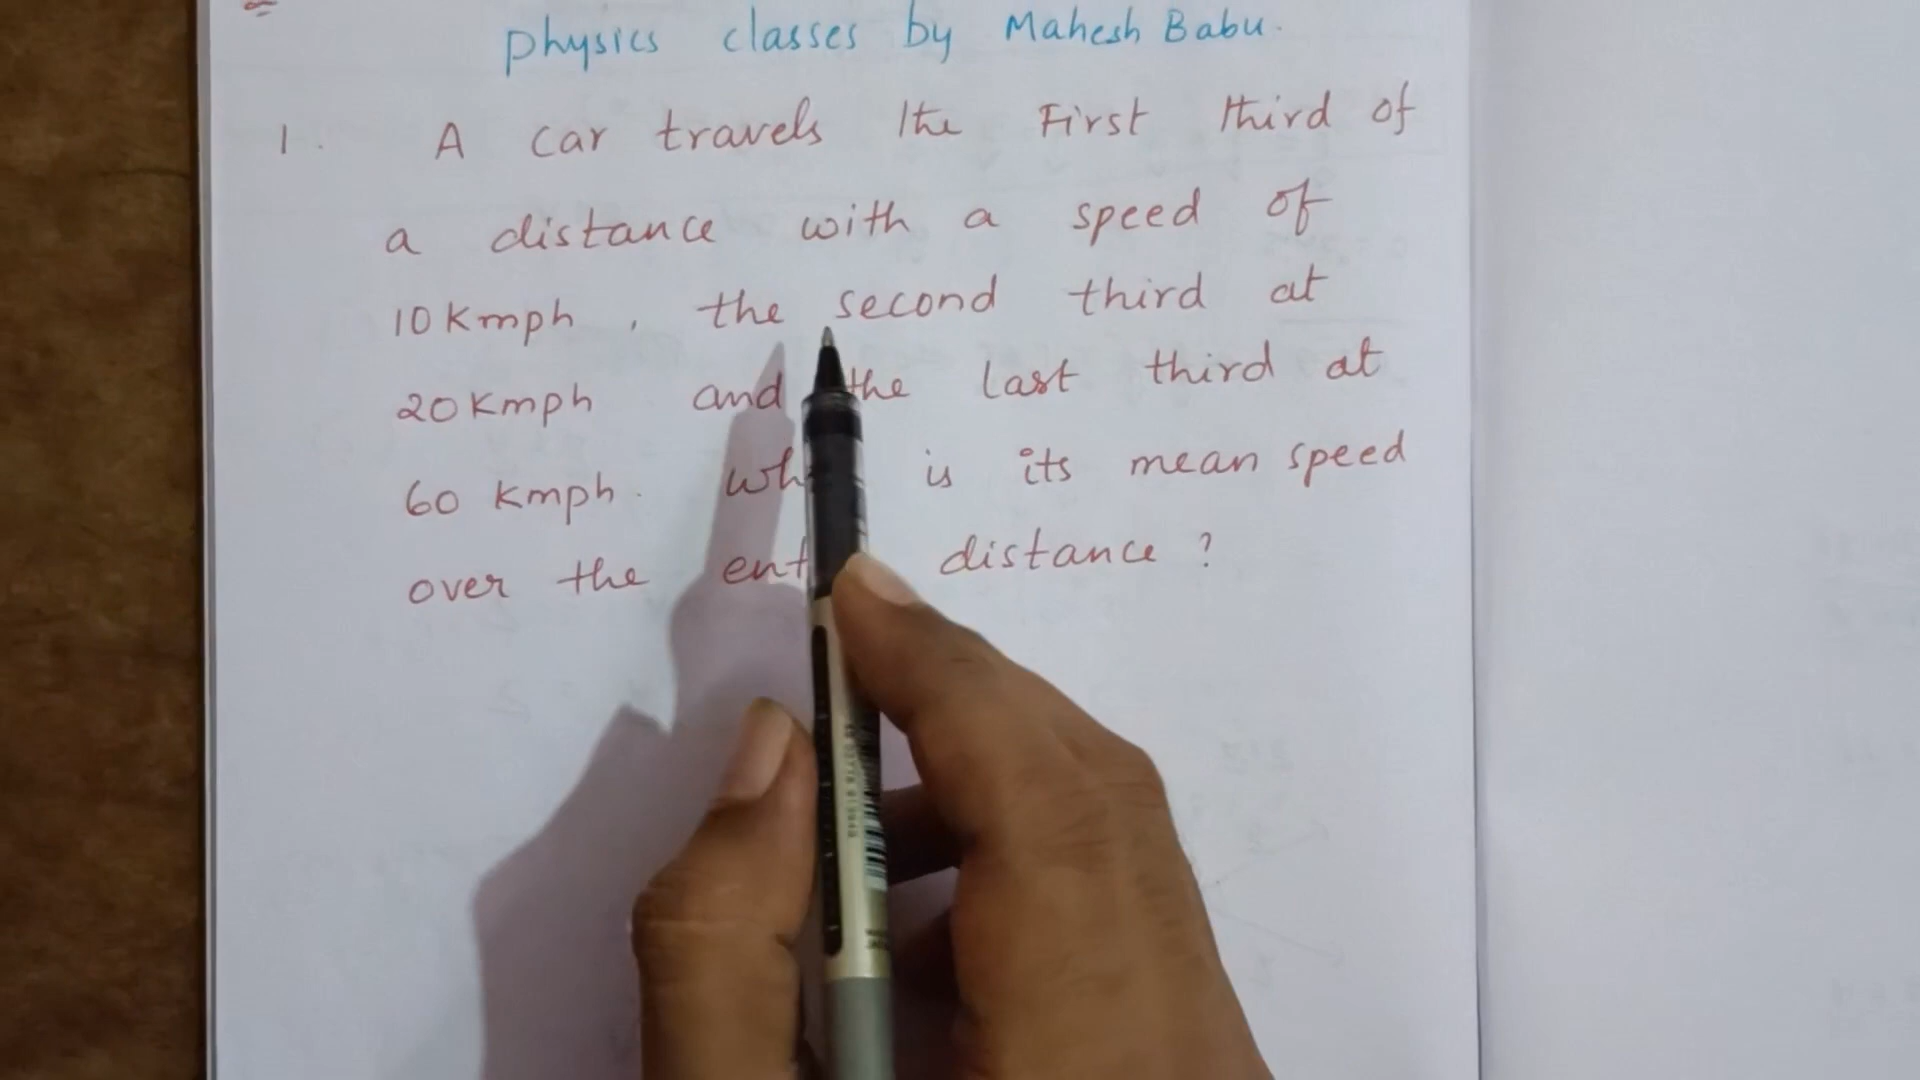 physics classes by Mahesh Babu.
1. A car travels the First third of
a distance with a speed of
10 Kmph, the second third at
20 Kmph and the last third at
60 Kmph. is its mean speed
over the distance?